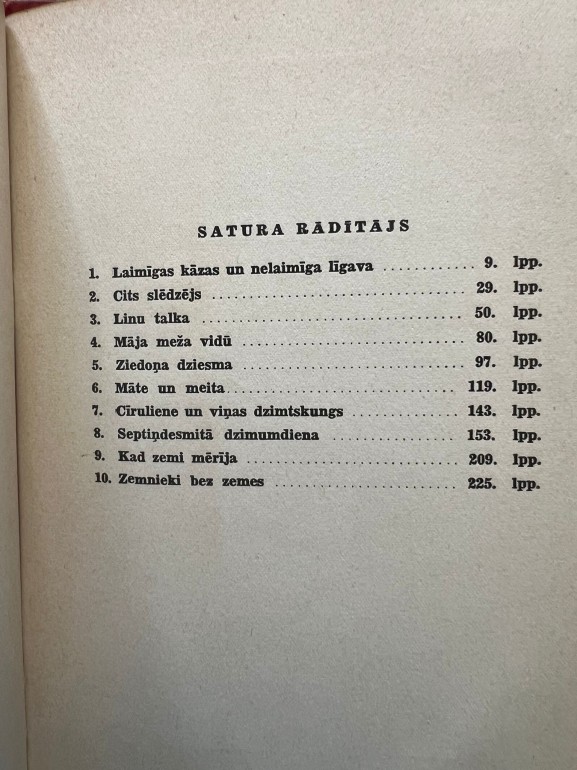 SATURA RĀDĪTĀJS
1. Laimīgas kāzas un nelaimīga līgava ............ 9. lpp.
2. Cits slēdzējs .................................. 29. lpp.
3. Linu talka ..................................... 50. lpp.
4. Māja meža vidū ................................. 80. lpp.
5. Ziedoņa dziesma ................................ 97. lpp.
6. Māte un meita .................................. 119. lpp.
7. Cīruliene un viņas dzimtskungs ................. 143. lpp.
8. Septiņdesmitā dzimumdiena ...................... 153. lpp.
9. Kad zemi mērīja ................................ 209. lpp.
10. Zemnieki bez zemes ............................ 225. lpp.